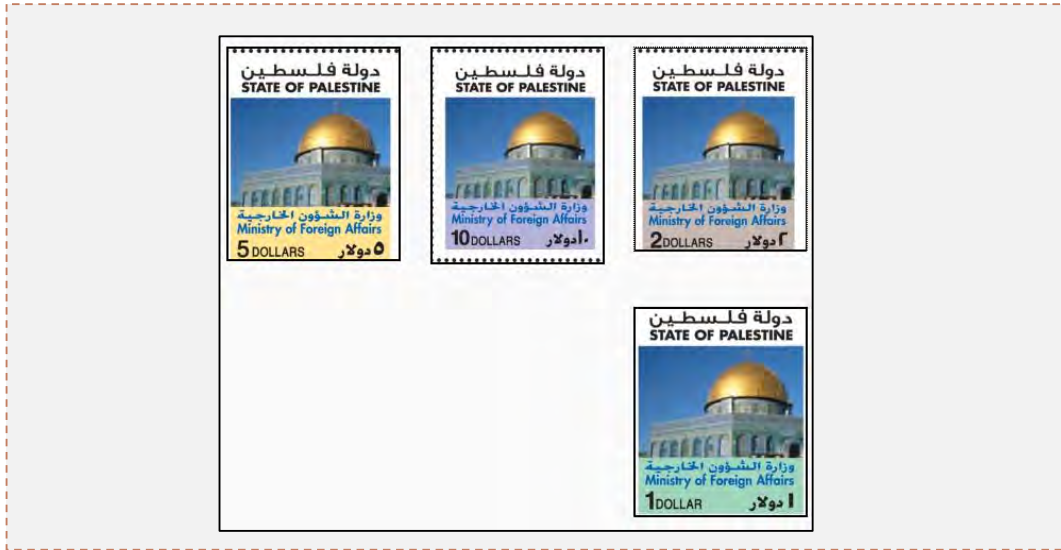 دولة فلسطين
STATE OF PALESTINE
وزارة الشؤون الخارجية
Ministry of Foreign Affairs
5 DOLLARS ٥ دولار
دولة فلسطين
STATE OF PALESTINE
وزارة الشؤون الخارجية
Ministry of Foreign Affairs
10 DOLLARS ١٠ دولار
دولة فلسطين
STATE OF PALESTINE
وزارة الشؤون الخارجية
Ministry of Foreign Affairs
2 DOLLARS ٢ دولار
دولة فلسطين
STATE OF PALESTINE
وزارة الشؤون الخارجية
Ministry of Foreign Affairs
1 DOLLAR ١ دولار